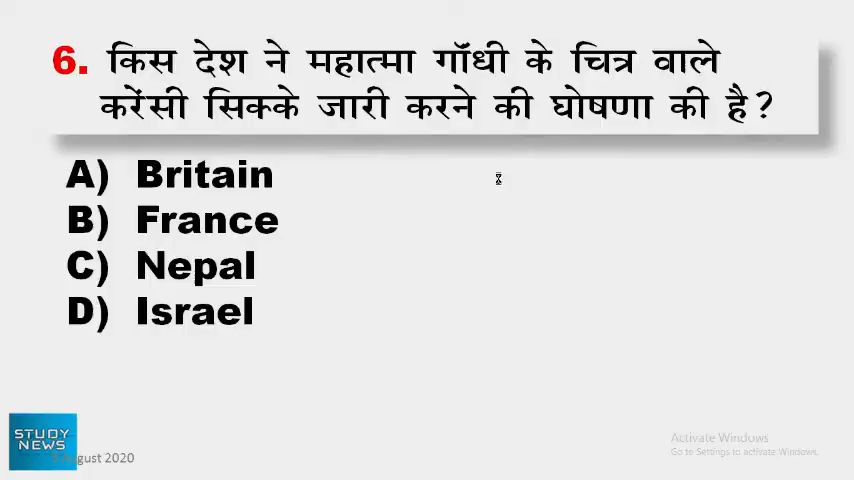 6. किस देश ने महात्मा गाँधी के चित्र वाले
करेंसी सिक्के जारी करने की घोषणा की है?
A) Britain
B) France
C) Nepal
D) Israel
STUDY
NEWS
August 2020
Activate Windows
Go to Settings to activate Windows.